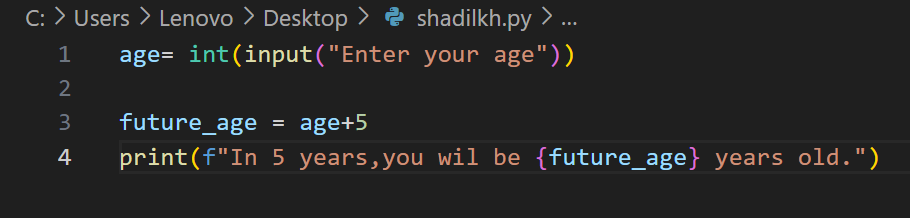 C: > Users > Lenovo > Desktop > shadilkh.py > ...
1 age= int(input("Enter your age"))
2
3 future_age = age+5
4 print(f"In 5 years,you wil be {future_age} years old.")